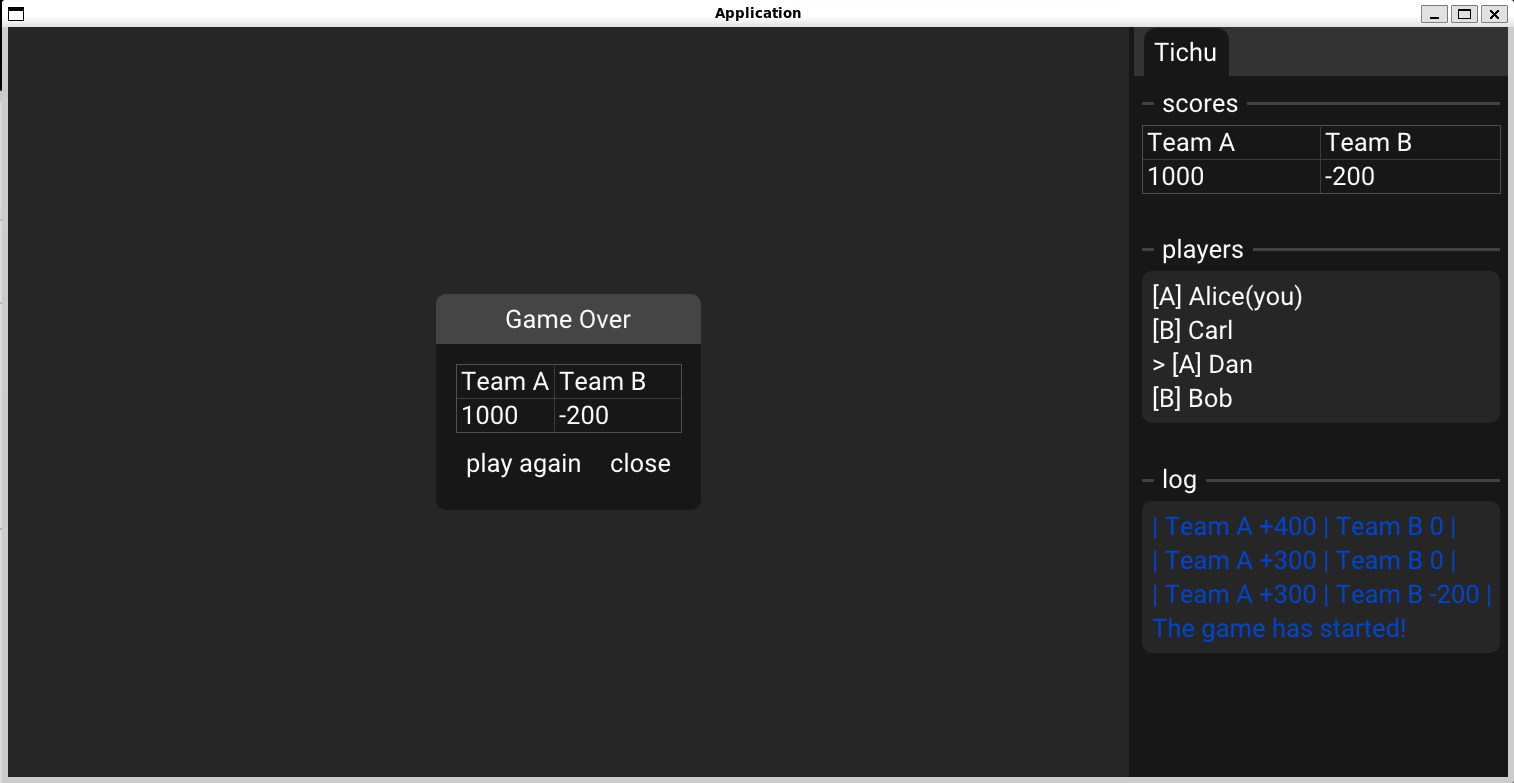 Application
Tichu
scores
Team A Team B
1000 -200
players
[A] Alice(you)
[B] Carl
> [A] Dan
[B] Bob
log
| Team A +400 | Team B 0 |
| Team A +300 | Team B 0 |
| Team A +300 | Team B -200 |
The game has started!
Game Over
Team A Team B
1000 -200
play again close